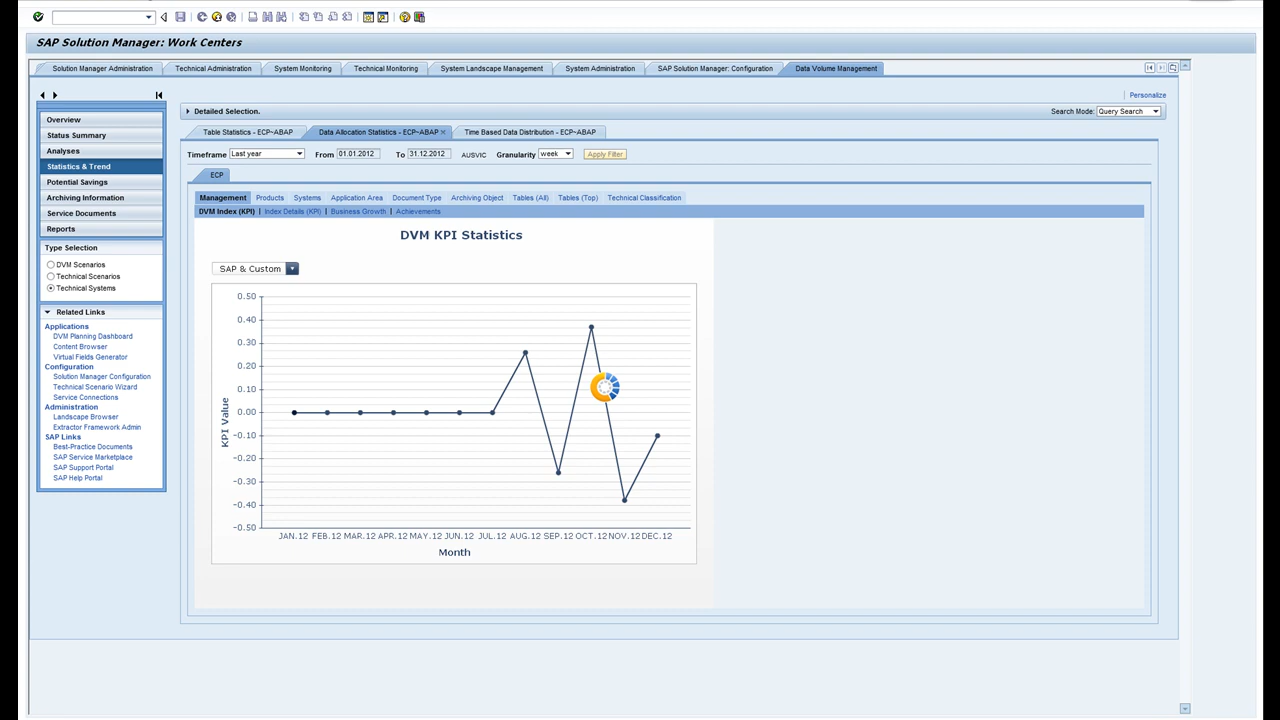 SAP Solution Manager: Work Centers
Solution Manager Administration Technical Administration System Monitoring Technical Monitoring System Landscape Management System Administration SAP Solution Manager: Configuration Data Volume Management
Personalize
Overview
Status Summary
Analyses
Statistics & Trend
Potential Savings
Archiving Information
Service Documents
Reports
Type Selection
DVM Scenarios
Technical Scenarios
Technical Systems
Related Links
Applications
DVM Planning Dashboard
Content Browser
Virtual Fields Generator
Configuration
Solution Manager Configuration
Technical Scenario Wizard
Service Connections
Administration
Landscape Browser
Extractor Framework Admin
SAP Links
Best-Practice Documents
SAP Service Marketplace
SAP Support Portal
SAP Help Portal
Detailed Selection. Search Mode: Query Search
Table Statistics - ECP~ABAP Data Allocation Statistics - ECP~ABAP Time Based Data Distribution - ECP~ABAP
Timeframe Last year From 01.01.2012 To 31.12.2012 AUSVIC Granularity week Apply Filter
ECP
Management Products Systems Application Area Document Type Archiving Object Tables (All) Tables (Top) Technical Classification
DVM Index (KPI) | Index Details (KPI) | Business Growth | Achievements
DVM KPI Statistics
SAP & Custom
0.50
0.40
0.30
0.20
0.10
0.00
-0.10
-0.20
-0.30
-0.40
-0.50
KPI Value
JAN.12 FEB.12 MAR.12 APR.12 MAY.12 JUN.12 JUL.12 AUG.12 SEP.12 OCT.12 NOV.12 DEC.12
Month